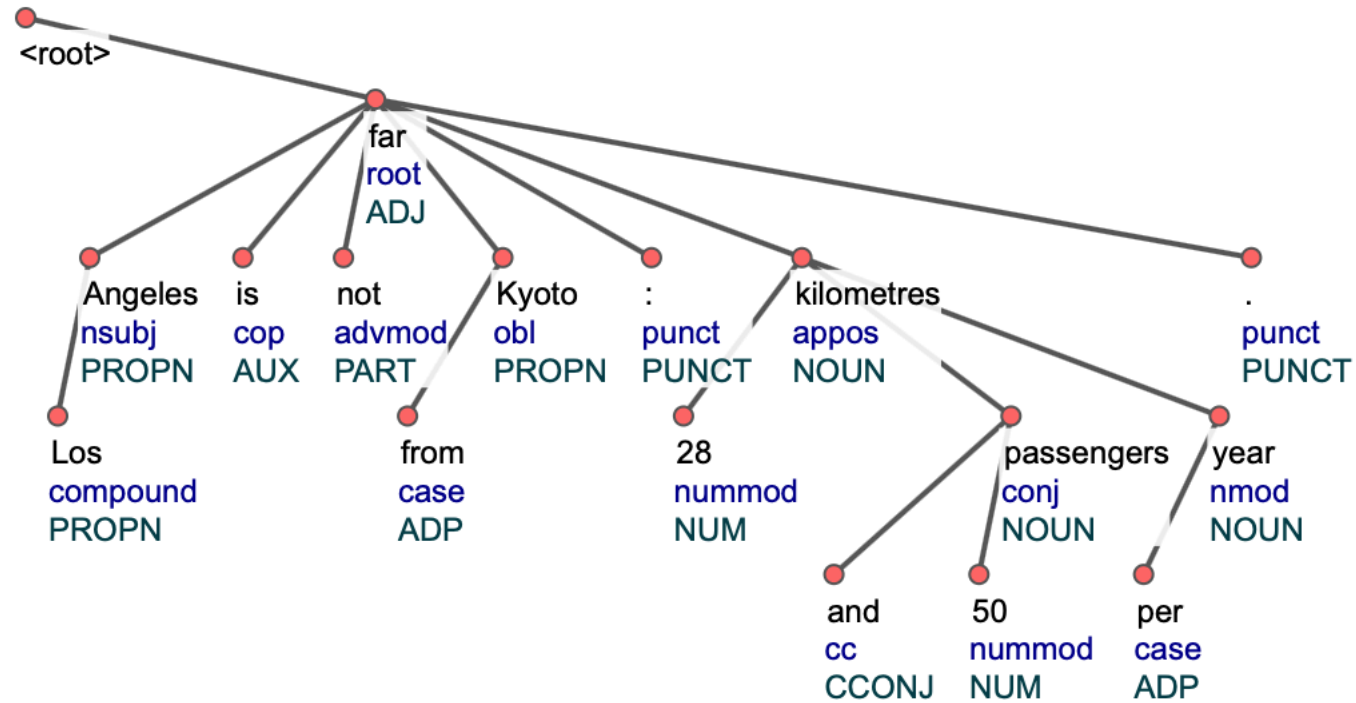 <root>
far
root
ADJ
Angeles is not Kyoto : kilometres .
nsubj cop advmod obl punct appos punct
PROPN AUX PART PROPN PUNCT NOUN PUNCT
Los from 28 passengers year
compound case nummod conj nmod
PROPN ADP NUM NOUN NOUN
and 50 per
cc nummod case
CCONJ NUM ADP